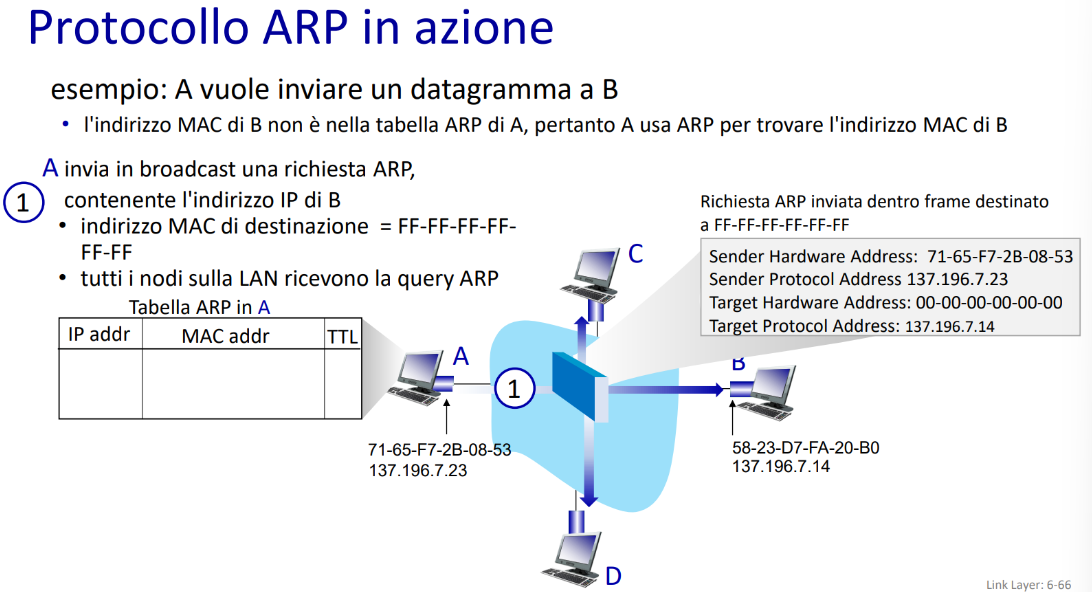 Protocollo ARP in azione
esempio: A vuole inviare un datagramma a B
• l'indirizzo MAC di B non è nella tabella ARP di A, pertanto A usa ARP per trovare l'indirizzo MAC di B
A invia in broadcast una richiesta ARP,
1
contenente l'indirizzo IP di B
• indirizzo MAC di destinazione = FF-FF-FF-FF-
FF-FF
• tutti i nodi sulla LAN ricevono la query ARP
Tabella ARP in A
IP addr MAC addr TTL
Richiesta ARP inviata dentro frame destinato
a FF-FF-FF-FF-FF-FF
Sender Hardware Address: 71-65-F7-2B-08-53
Sender Protocol Address 137.196.7.23
Target Hardware Address: 00-00-00-00-00-00
Target Protocol Address: 137.196.7.14
C
A
B
1
71-65-F7-2B-08-53
137.196.7.23
58-23-D7-FA-20-B0
137.196.7.14
D
Link Layer: 6-66